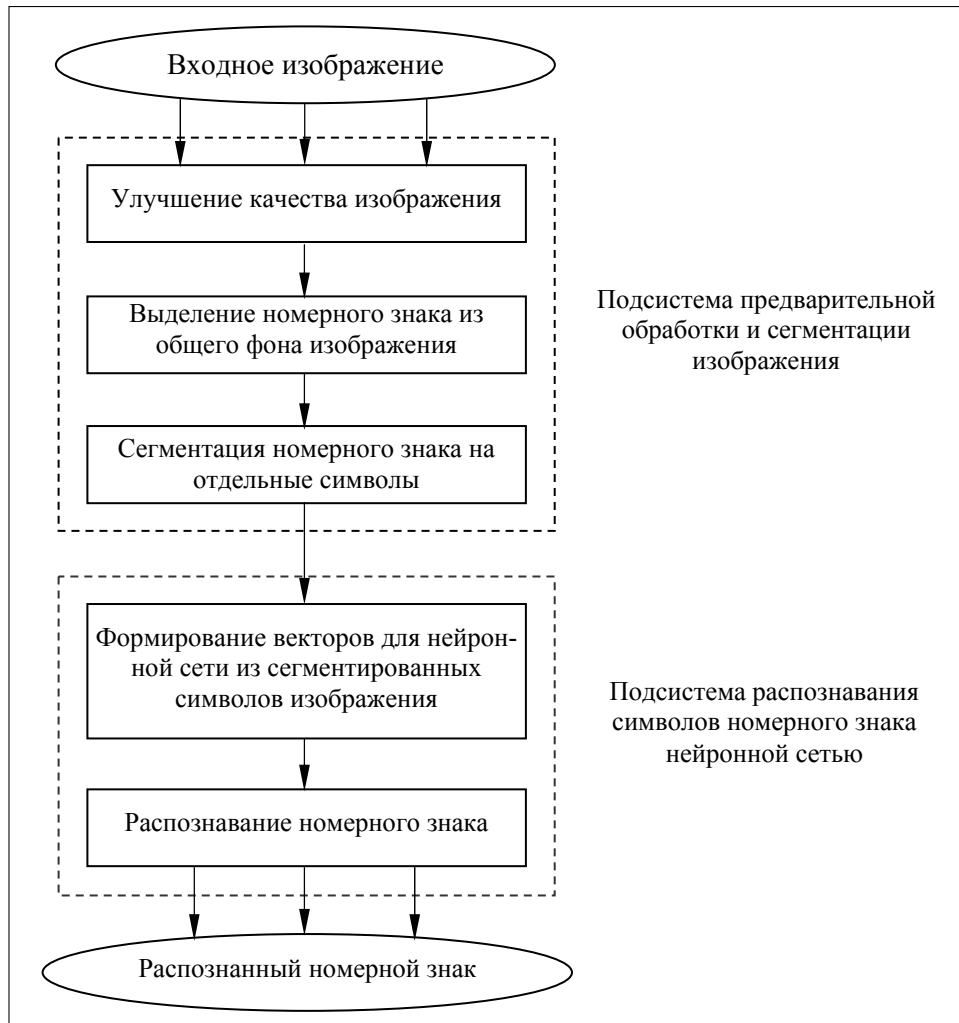 Входное изображение
Улучшение качества изображения
Выделение номерного знака из
общего фона изображения
Сегментация номерного знака на
отдельные символы
Подсистема предварительной
обработки и сегментации
изображения
Формирование векторов для нейрон-
ной сети из сегментированных
символов изображения
Распознавание номерного знака
Подсистема распознавания
символов номерного знака
нейронной сетью
Распознанный номерной знак